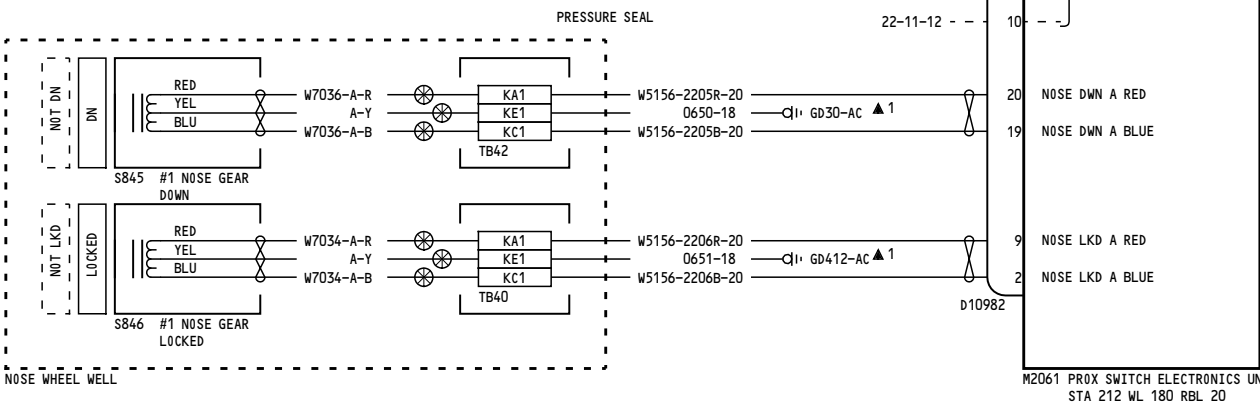 PRESSURE SEAL
22-11-12 10
NOT DN
DN
RED
YEL
BLU
W7036-A-R
A-Y
W7036-A-B
KA1
KE1
KC1
TB42
W5156-2205R-20
0650-18
W5156-2205B-20
GD30-AC 1
20 NOSE DWN A RED
19 NOSE DWN A BLUE
S845 #1 NOSE GEAR
DOWN
NOT LKD
LOCKED
RED
YEL
BLU
W7034-A-R
A-Y
W7034-A-B
KA1
KE1
KC1
TB40
W5156-2206R-20
0651-18
W5156-2206B-20
GD412-AC 1
9 NOSE LKD A RED
2 NOSE LKD A BLUE
D10982
S846 #1 NOSE GEAR
LOCKED
NOSE WHEEL WELL
M2061 PROX SWITCH ELECTRONICS UN
STA 212 WL 180 RBL 20